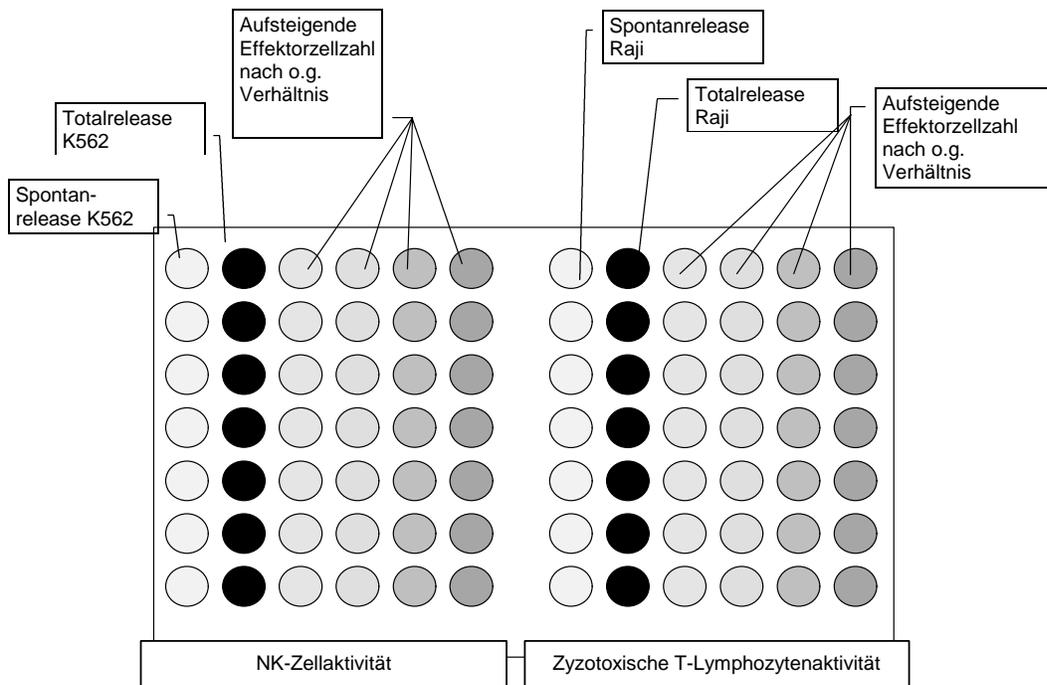 Aufsteigende
Effektorzellzahl
nach o.g.
Verhältnis
Spontanrelease
Raji
Totalrelease
K562
Totalrelease
Raji
Aufsteigende
Effektorzellzahl
nach o.g.
Verhältnis
Spontan-
release K562
NK-Zellaktivität
Zyzotoxische T-Lymphozytenaktivität